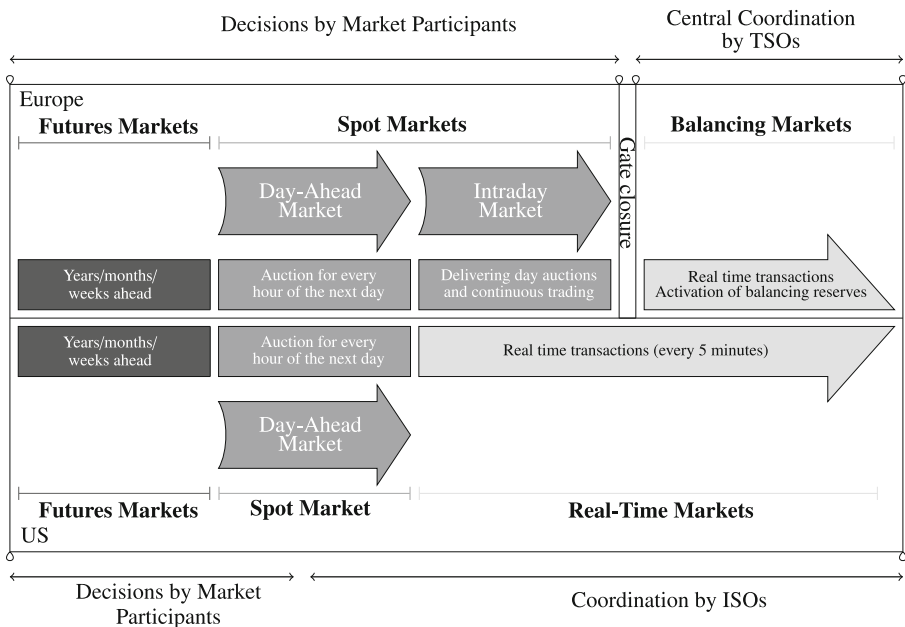 Decisions by Market Participants
Central Coordination
by TSOs
Europe
Futures Markets
Spot Markets
Balancing Markets
Gate closure
Day-Ahead
Market
Intraday
Market
Years/months/
weeks ahead
Auction for every
hour of the next day
Delivering day auctions
and continuous trading
Real time transactions
Activation of balancing reserves
Years/months/
weeks ahead
Auction for every
hour of the next day
Real time transactions (every 5 minutes)
Day-Ahead
Market
Futures Markets
Spot Market
Real-Time Markets
US
Decisions by Market
Participants
Coordination by ISOs